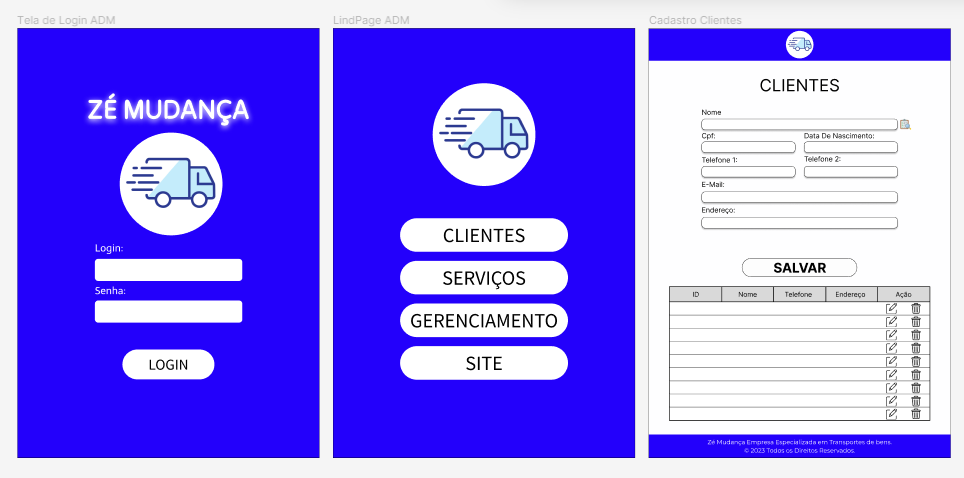 Tela de Login ADM
ZÉ MUDANÇA
Login:
Senha:
LOGIN
LindPage ADM
CLIENTES
SERVIÇOS
GERENCIAMENTO
SITE
Cadastro Clientes
CLIENTES
Nome
Cpf: Data De Nascimento:
Telefone 1: Telefone 2:
E-Mail:
Endereço:
SALVAR
ID Nome Telefone Endereço Ação
Zé Mudança Empresa Especializada em Transportes de bens.
© 2023 Todos os Direitos Reservados.